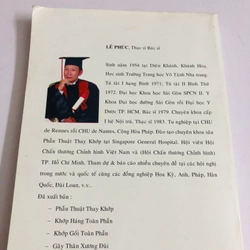 LÊ PHÚC, Thạc sĩ Bác sĩ
Sinh năm 1954 tại Diên Khánh, Khánh Hòa.
Học sinh Trường Trung học Võ Tánh Nha trang.
Tú tài I hạng Bình 1971: Tú tài II Bình Thứ
1972. Đại học Khoa học Sài Gòn SPCN II. Y
Khoa Đại học đường Sài Gòn rồi Đại học Y
Dược TP. HCM. Bác sĩ 1979. Chuyên khoa cấp
I hệ Nội trú, Thạc sĩ 1983. Tu nghiệp tại CHU
de Rennes rồi CHU de Nantes, Cộng Hòa Pháp. Đào tạo chuyên khoa sâu
Phẫu Thuật Thay Khớp tại Singapore General Hospital. Hội viên Hội
Chấn thương Chỉnh hình Việt Nam và (Hội Chấn thương Chỉnh hình)
TP. Hồ Chí Minh. Tham dự & báo cáo nhiều chuyên đề tại các hội nghị
trong nước và quốc tế cùng các đồng nghiệp Hoa Kỳ, Anh, Pháp, Hàn
Quốc, Đài Loan, v.v...
Đã xuất bản :
– Phẫu Thuật Thay Khớp
– Khớp Háng Toàn Phần
– Khớp Gối Toàn Phần
– Gãy Thân Xương Đùi